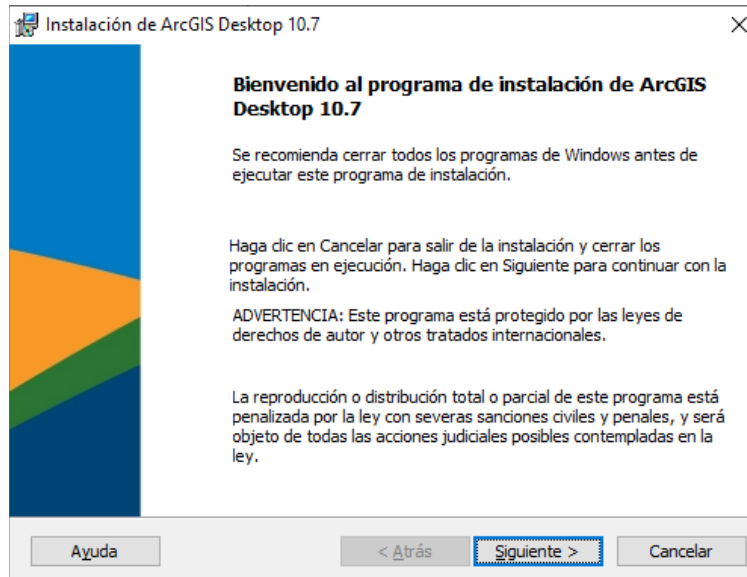 Instalación de ArcGIS Desktop 10.7
Bienvenido al programa de instalación de ArcGIS
Desktop 10.7
Se recomienda cerrar todos los programas de Windows antes de
ejecutar este programa de instalación.
Haga clic en Cancelar para salir de la instalación y cerrar los
programas en ejecución. Haga clic en Siguiente para continuar con la
instalación.
ADVERTENCIA: Este programa está protegido por las leyes de
derechos de autor y otros tratados internacionales.
La reproducción o distribución total o parcial de este programa está
penalizada por la ley con severas sanciones civiles y penales, y será
objeto de todas las acciones judiciales posibles contempladas en la
ley.
Ayuda < Atrás Siguiente > Cancelar